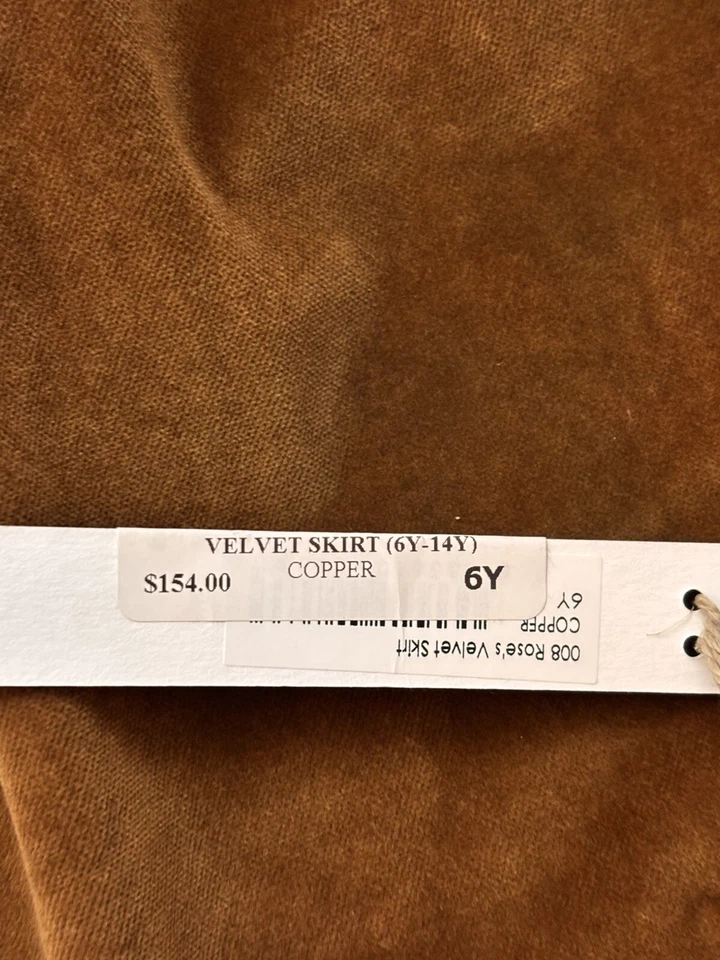 VELVET SKIRT (6Y-14Y)
COPPER
$154.00 6Y
008 Rose's Velvet Skirt
COPPER
6Y